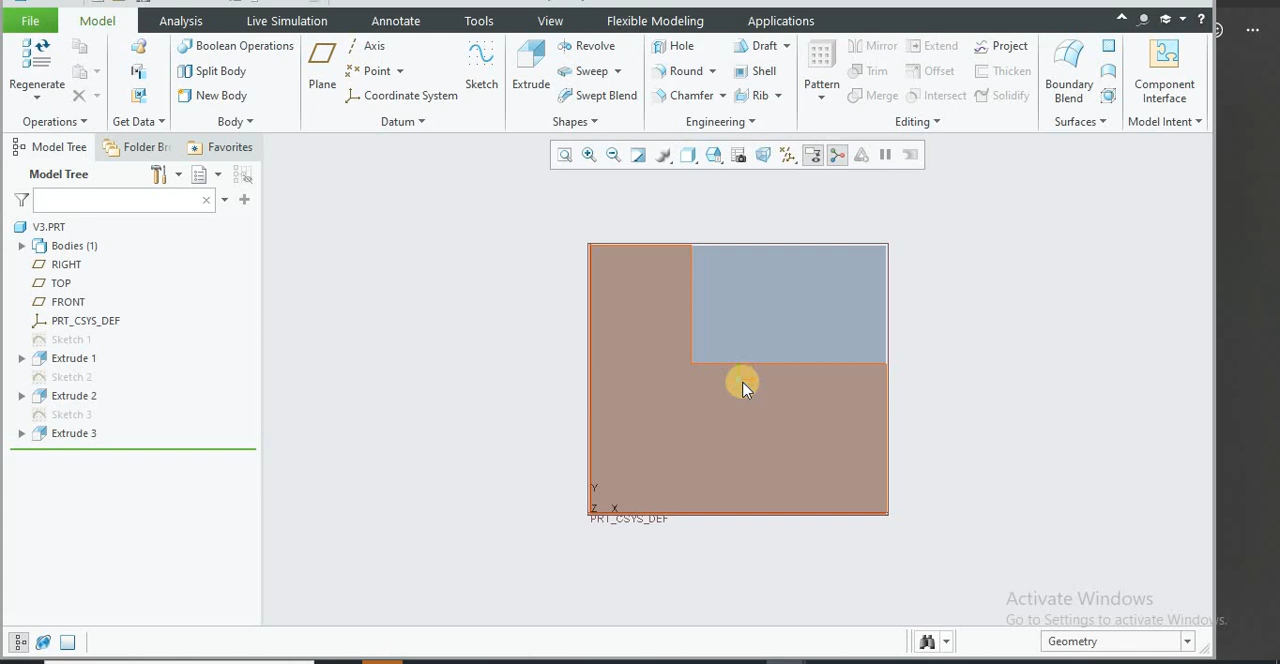 File Model Analysis Live Simulation Annotate Tools View Flexible Modeling Applications
Regenerate
Operations
Get Data
Boolean Operations
Split Body
New Body
Body
Plane
Axis
Point
Coordinate System
Sketch
Datum
Extrude
Revolve
Sweep
Swept Blend
Shapes
Hole Draft
Round Shell
Chamfer Rib
Engineering
Pattern
Mirror Extend Project
Trim Offset Thicken
Merge Intersect Solidify
Editing
Boundary
Blend
Surfaces
Component
Interface
Model Intent
Model Tree Folder Br Favorites
Model Tree
V3.PRT
Bodies (1)
RIGHT
TOP
FRONT
PRT_CSYS_DEF
Sketch 1
Extrude 1
Sketch 2
Extrude 2
Sketch 3
Extrude 3
Y
Z X
PRT_CSYS_DEF
Activate Windows
Go to Settings to activate Windows.
Geometry